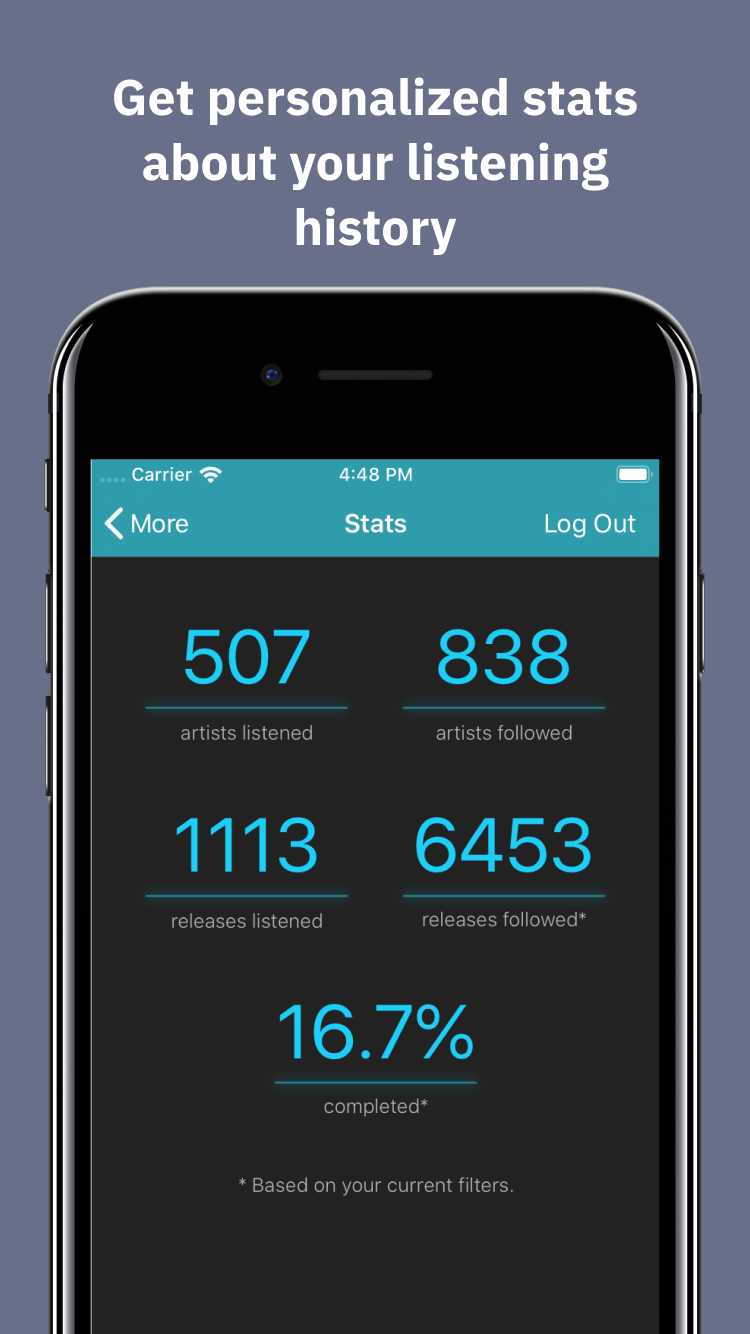 Get personalized stats
about your listening
history
Carrier 4:48 PM
More Stats Log Out
507 838
artists listened artists followed
1113 6453
releases listened releases followed*
16.7%
completed*
* Based on your current filters.